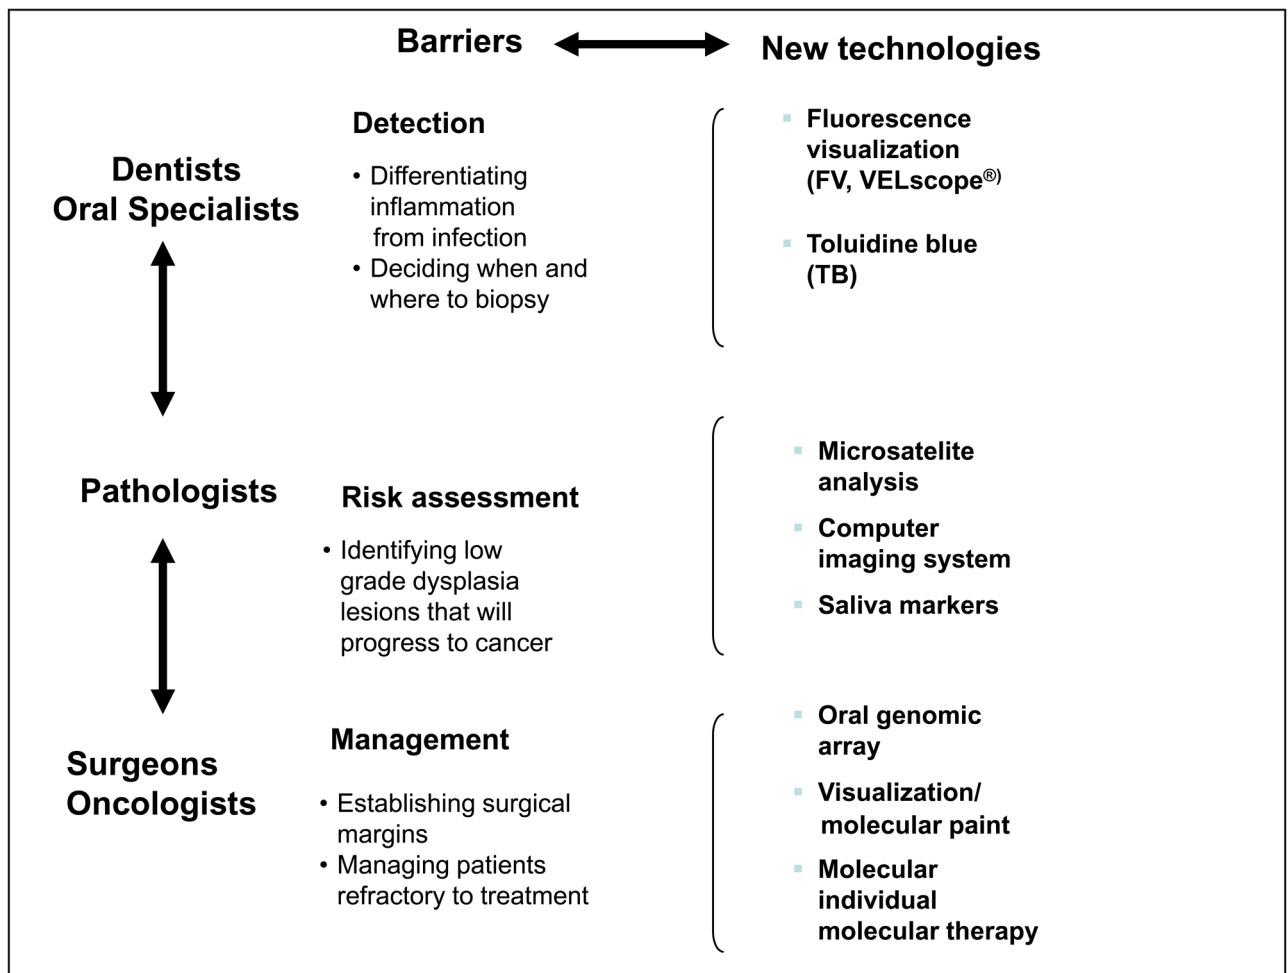 Barriers
New technologies
Dentists
Oral Specialists
Detection
• Differentiating
inflammation
from infection
• Deciding when and
where to biopsy
▪ Fluorescence
visualization
(FV, VELscope®)
▪ Toluidine blue
(TB)
Pathologists
Risk assessment
• Identifying low
grade dysplasia
lesions that will
progress to cancer
▪ Microsatelite
analysis
▪ Computer
imaging system
▪ Saliva markers
Surgeons
Oncologists
Management
• Establishing surgical
margins
• Managing patients
refractory to treatment
▪ Oral genomic
array
▪ Visualization/
molecular paint
▪ Molecular
individual
molecular therapy